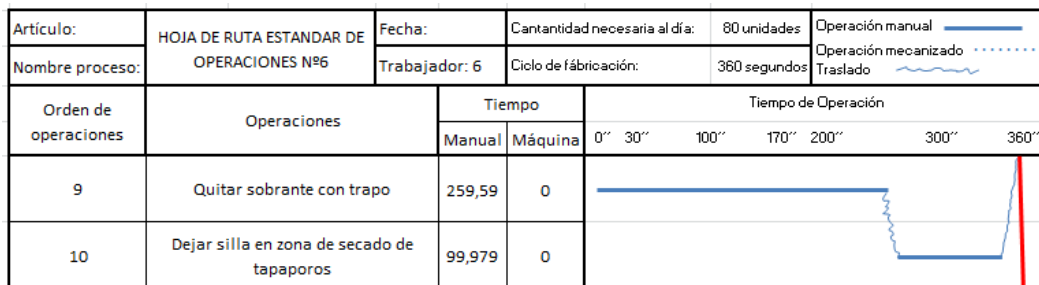 Artículo:
HOJA DE RUTA ESTANDAR DE
OPERACIONES Nº6
Fecha:
Cantantidad necesaria al día:
80 unidades
Operación manual
Operación mecanizado
Traslado
Nombre proceso:
Trabajador: 6
Ciclo de fábricación:
360 segundos
Orden de
operaciones
Operaciones
Tiempo
Manual
Máquina
Tiempo de Operación
0´´ 30´´ 100´´ 170´´ 200´´ 300´´ 360´´
9
Quitar sobrante con trapo
259,59
0
10
Dejar silla en zona de secado de
tapaporos
99,979
0